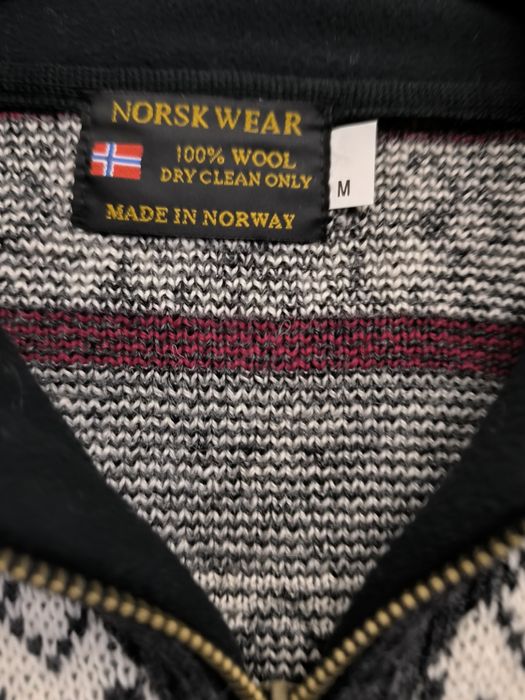 NORSK WEAR
100% WOOL
DRY CLEAN ONLY
M
MADE IN NORWAY